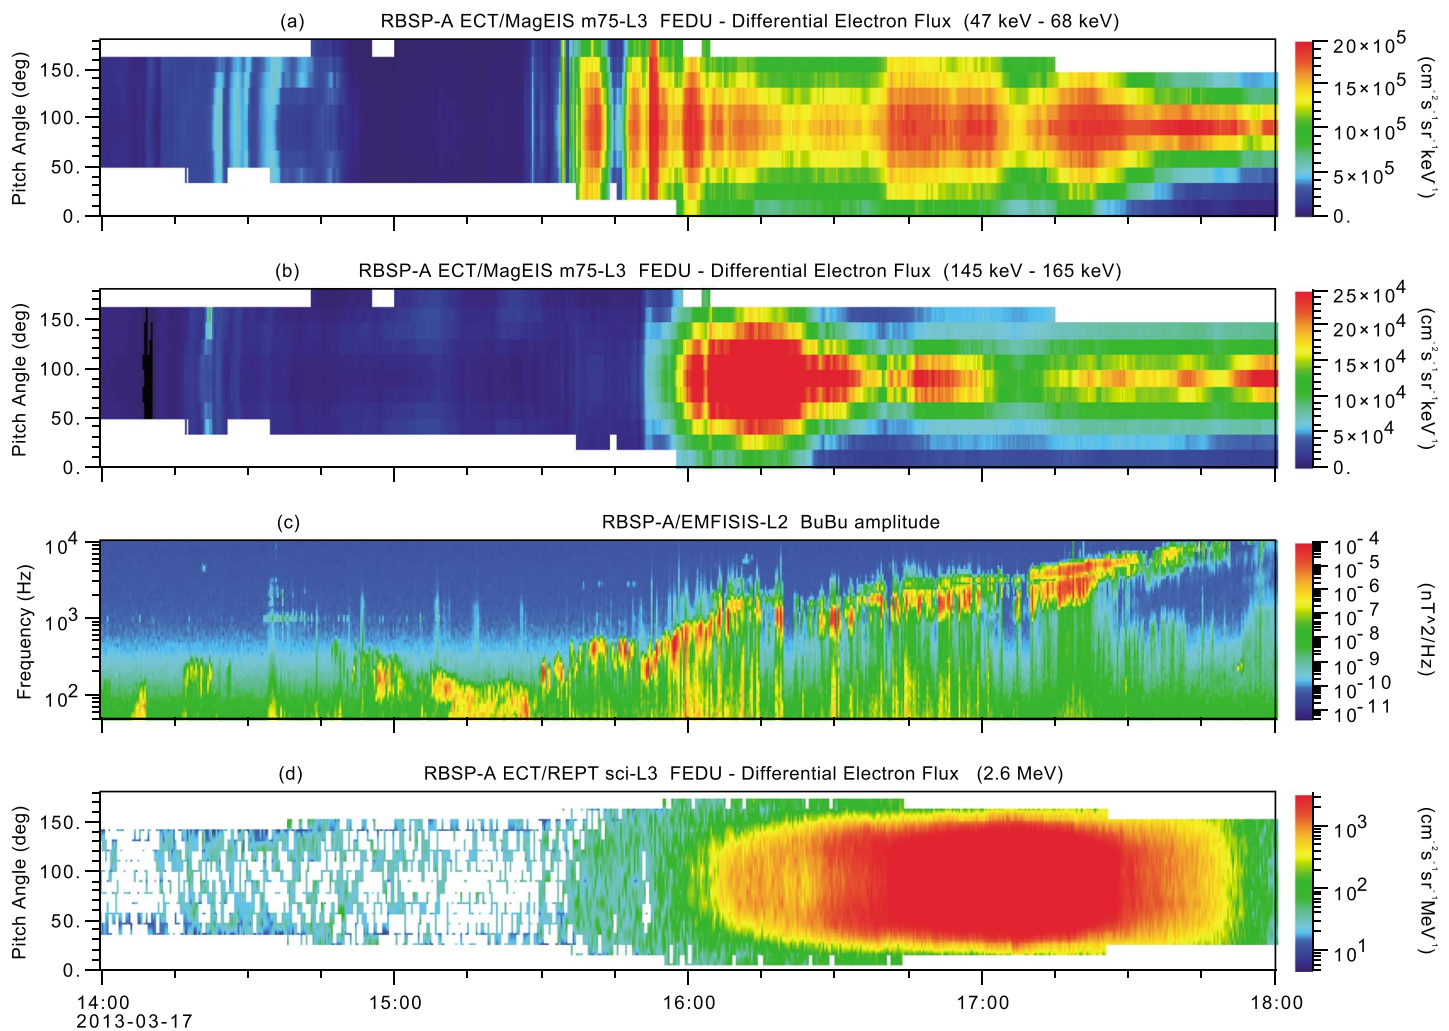 (a) RBSP-A ECT/MagEIS m75-L3 FEDU - Differential Electron Flux (47 keV - 68 keV)
Pitch Angle (deg)
150.
100.
50.
0.
20×10^5
15×10^5
10×10^5
5×10^5
0.
(cm^-2 s^-1 sr^-1 keV^-1)
(b) RBSP-A ECT/MagEIS m75-L3 FEDU - Differential Electron Flux (145 keV - 165 keV)
Pitch Angle (deg)
150.
100.
50.
0.
25×10^4
20×10^4
15×10^4
10×10^4
5×10^4
0.
(cm^-2 s^-1 sr^-1 keV^-1)
(c) RBSP-A/EMFISIS-L2 BuBu amplitude
Frequency (Hz)
10^4
10^3
10^2
10^-4
10^-5
10^-6
10^-7
10^-8
10^-9
10^-10
10^-11
(nT^2/Hz)
(d) RBSP-A ECT/REPT sci-L3 FEDU - Differential Electron Flux (2.6 MeV)
Pitch Angle (deg)
150.
100.
50.
0.
10^3
10^2
10^1
(cm^-2 s^-1 sr^-1 MeV^-1)
14:00 15:00 16:00 17:00 18:00
2013-03-17